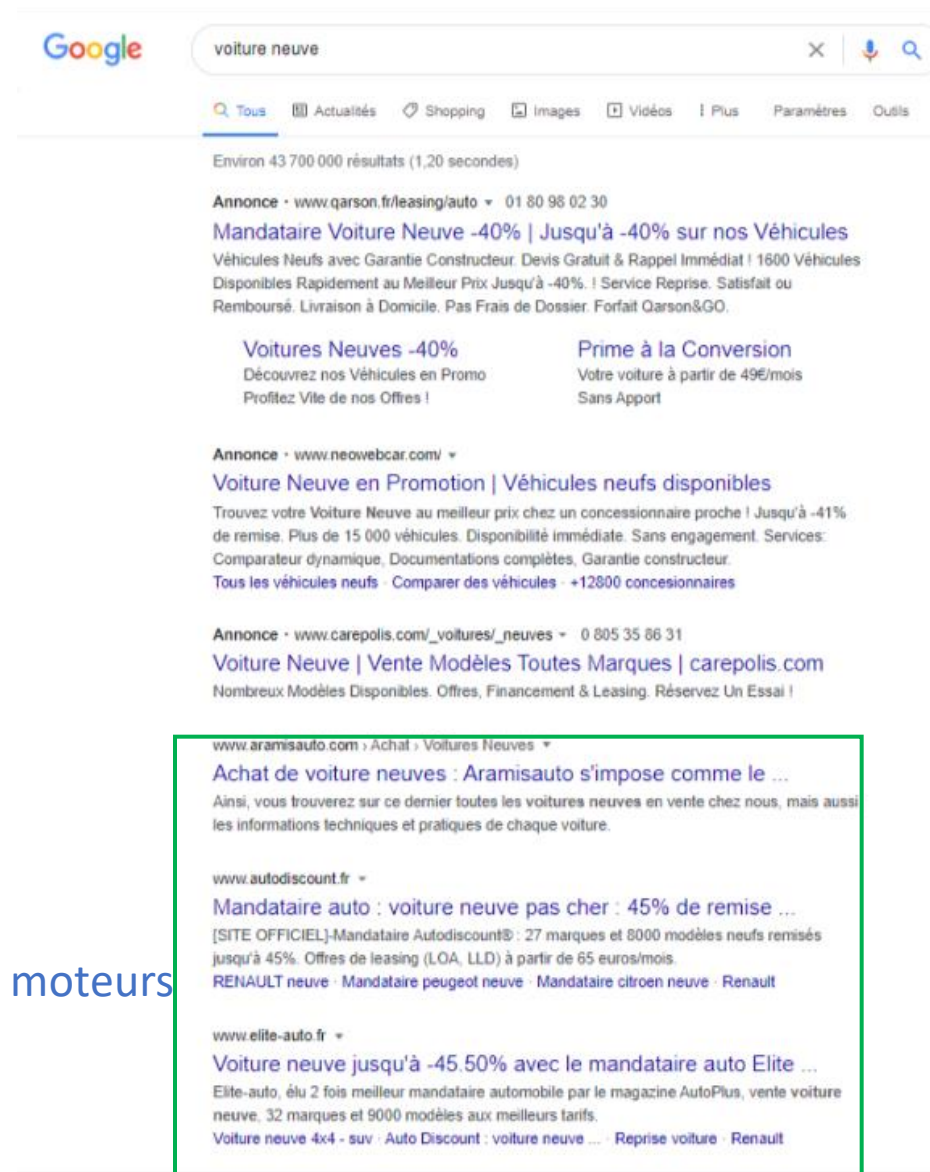 Google
voiture neuve
Tous Actualités Shopping Images Vidéos Plus Paramètres Outils
Environ 43 700 000 résultats (1,20 secondes)
Annonce · www.qarson.fr/leasing/auto 01 80 98 02 30
Mandataire Voiture Neuve -40% | Jusqu'à -40% sur nos Véhicules
Véhicules Neufs avec Garantie Constructeur. Devis Gratuit & Rappel Immédiat ! 1600 Véhicules
Disponibles Rapidement au Meilleur Prix Jusqu'à -40%. ! Service Reprise. Satisfait ou
Remboursé. Livraison à Domicile. Pas Frais de Dossier. Forfait Qarson&GO.
Voitures Neuves -40%
Découvrez nos Véhicules en Promo
Profitez Vite de nos Offres !
Prime à la Conversion
Votre voiture à partir de 49€/mois
Sans Apport
Annonce · www.neowebcar.com/
Voiture Neuve en Promotion | Véhicules neufs disponibles
Trouvez votre Voiture Neuve au meilleur prix chez un concessionnaire proche ! Jusqu'à -41%
de remise. Plus de 15 000 véhicules. Disponibilité immédiate. Sans engagement. Services:
Comparateur dynamique, Documentations complètes, Garantie constructeur.
Tous les véhicules neufs · Comparer des véhicules · +12800 concesionnaires
Annonce · www.carepolis.com/_voitures/_neuves 0 805 35 86 31
Voiture Neuve | Vente Modèles Toutes Marques | carepolis.com
Nombreux Modèles Disponibles. Offres, Financement & Leasing. Réservez Un Essai !
www.aramisauto.com › Achat › Voitures Neuves
Achat de voiture neuves : Aramisauto s'impose comme le ...
Ainsi, vous trouverez sur ce dernier toutes les voitures neuves en vente chez nous, mais aussi
les informations techniques et pratiques de chaque voiture.
www.autodiscount.fr
Mandataire auto : voiture neuve pas cher : 45% de remise ...
[SITE OFFICIEL]-Mandataire Autodiscount® : 27 marques et 8000 modèles neufs remisés
jusqu'à 45%. Offres de leasing (LOA, LLD) à partir de 65 euros/mois.
RENAULT neuve · Mandataire peugeot neuve · Mandataire citroen neuve · Renault
moteurs
www.elite-auto.fr
Voiture neuve jusqu'à -45.50% avec le mandataire auto Elite ...
Elite-auto, élu 2 fois meilleur mandataire automobile par le magazine AutoPlus, vente voiture
neuve, 32 marques et 9000 modèles aux meilleurs tarifs.
Voiture neuve 4x4 - suv · Auto Discount : voiture neuve ... · Reprise voiture · Renault